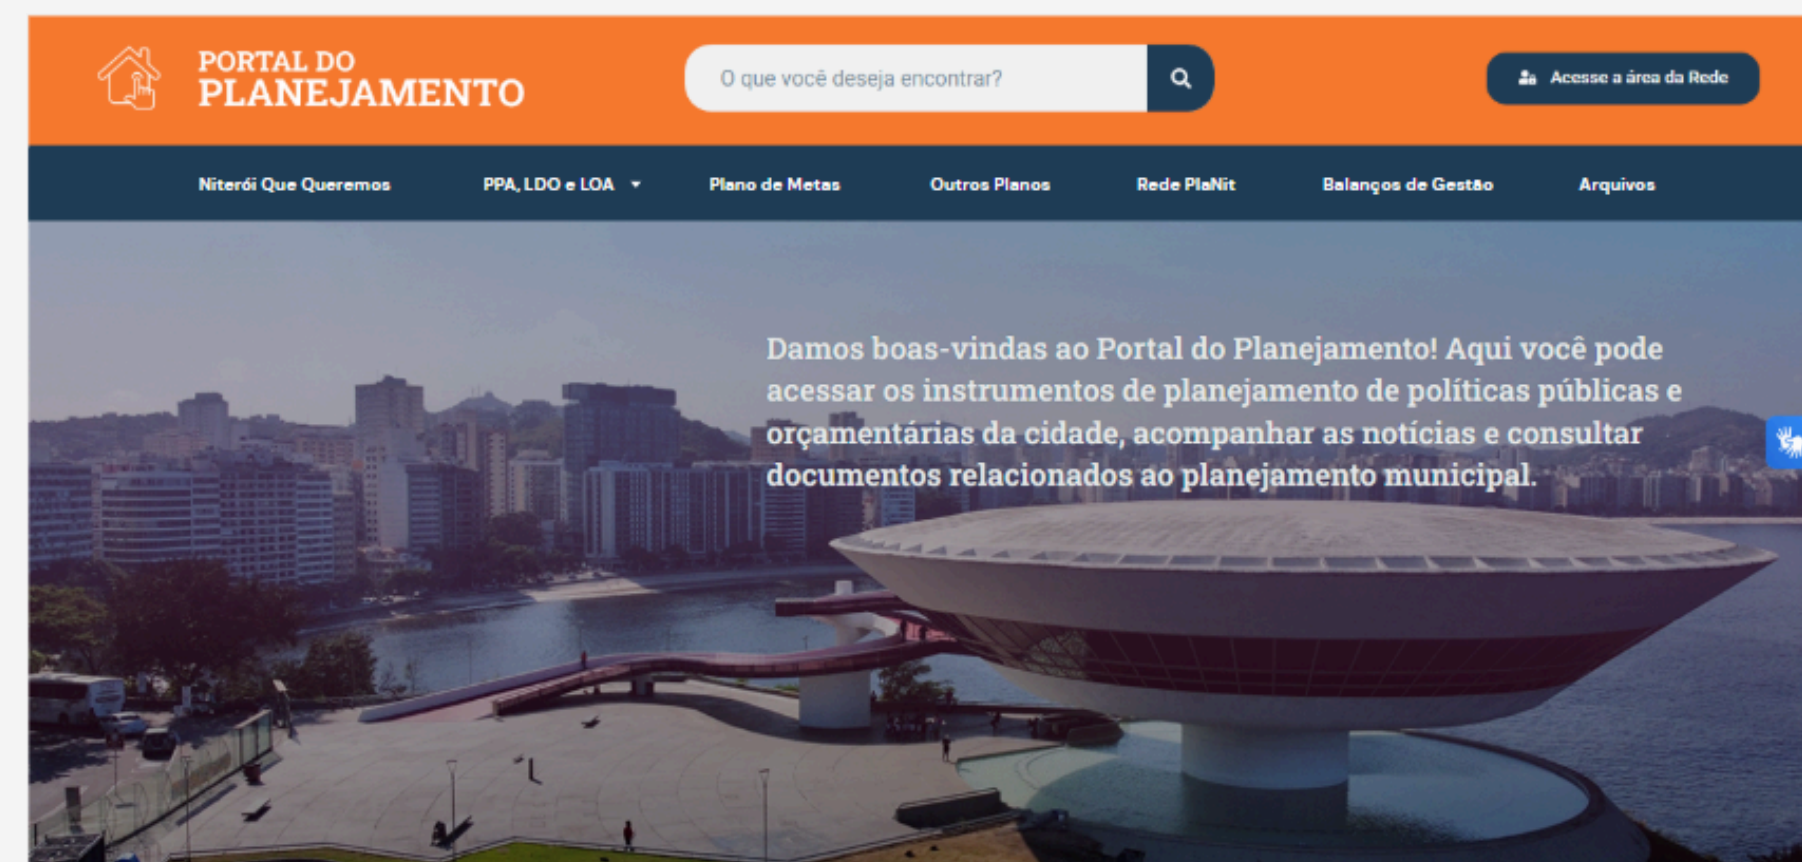 PORTAL DO
PLANEJAMENTO
O que você deseja encontrar?
Acesse a área da Rede
Niterói Que Queremos
PPA, LDO e LOA
Plano de Metas
Outros Planos
Rede PlaNit
Balanços de Gestão
Arquivos
Damos boas-vindas ao Portal do Planejamento! Aqui você pode
acessar os instrumentos de planejamento de políticas públicas e
orçamentárias da cidade, acompanhar as notícias e consultar
documentos relacionados ao planejamento municipal.